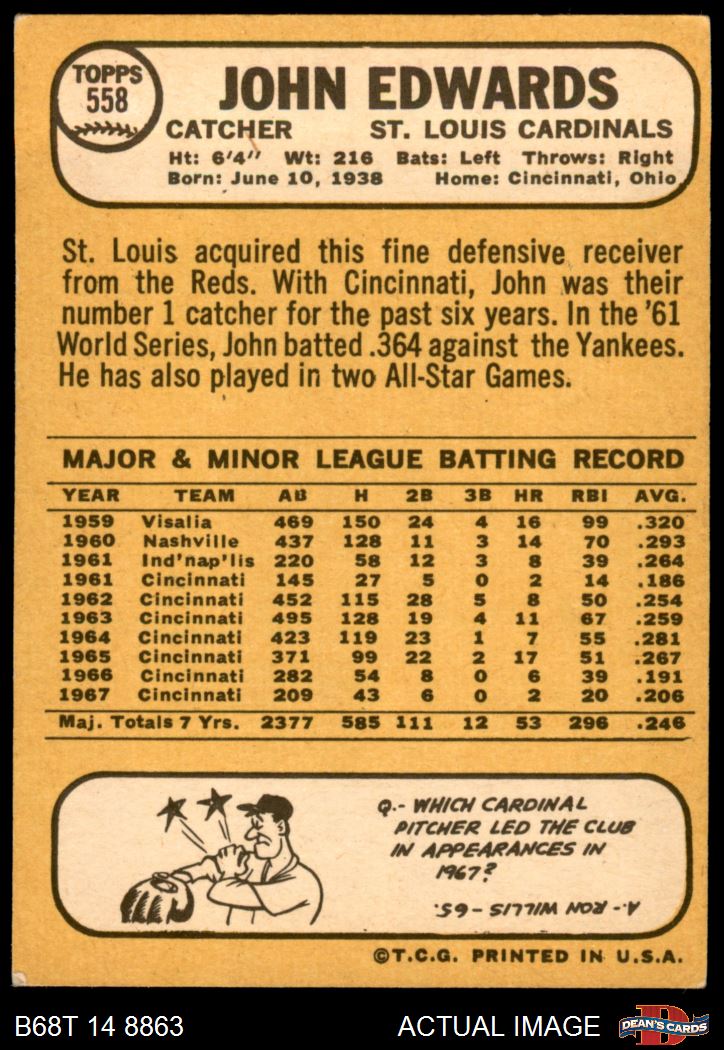 TOPPS
558
JOHN EDWARDS
CATCHER ST. LOUIS CARDINALS
Ht: 6'4" Wt: 216 Bats: Left Throws: Right
Born: June 10, 1938 Home: Cincinnati, Ohio
St. Louis acquired this fine defensive receiver
from the Reds. With Cincinnati, John was their
number 1 catcher for the past six years. In the '61
World Series, John batted .364 against the Yankees.
He has also played in two All-Star Games.
MAJOR & MINOR LEAGUE BATTING RECORD
YEAR TEAM AB H 2B 3B HR RBI AVG.
1959 Visalia 469 150 24 4 16 99 .320
1960 Nashville 437 128 11 3 14 70 .293
1961 Ind'nap'lis 220 58 12 3 8 39 .264
1961 Cincinnati 145 27 5 0 2 14 .186
1962 Cincinnati 452 115 28 5 8 50 .254
1963 Cincinnati 495 128 19 4 11 67 .259
1964 Cincinnati 423 119 23 1 7 55 .281
1965 Cincinnati 371 99 22 2 17 51 .267
1966 Cincinnati 282 54 8 0 6 39 .191
1967 Cincinnati 209 43 6 0 2 20 .206
Maj. Totals 7 Yrs. 2377 585 111 12 53 296 .246
Q.- WHICH CARDINAL
PITCHER LED THE CLUB
IN APPEARANCES IN
1967?
A.- RON WILLIS - 65.
©T.C.G. PRINTED IN U.S.A.
B68T 14 8863 ACTUAL IMAGE
DEAN'S CARDS